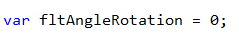 var fltAngleRotation = 0;